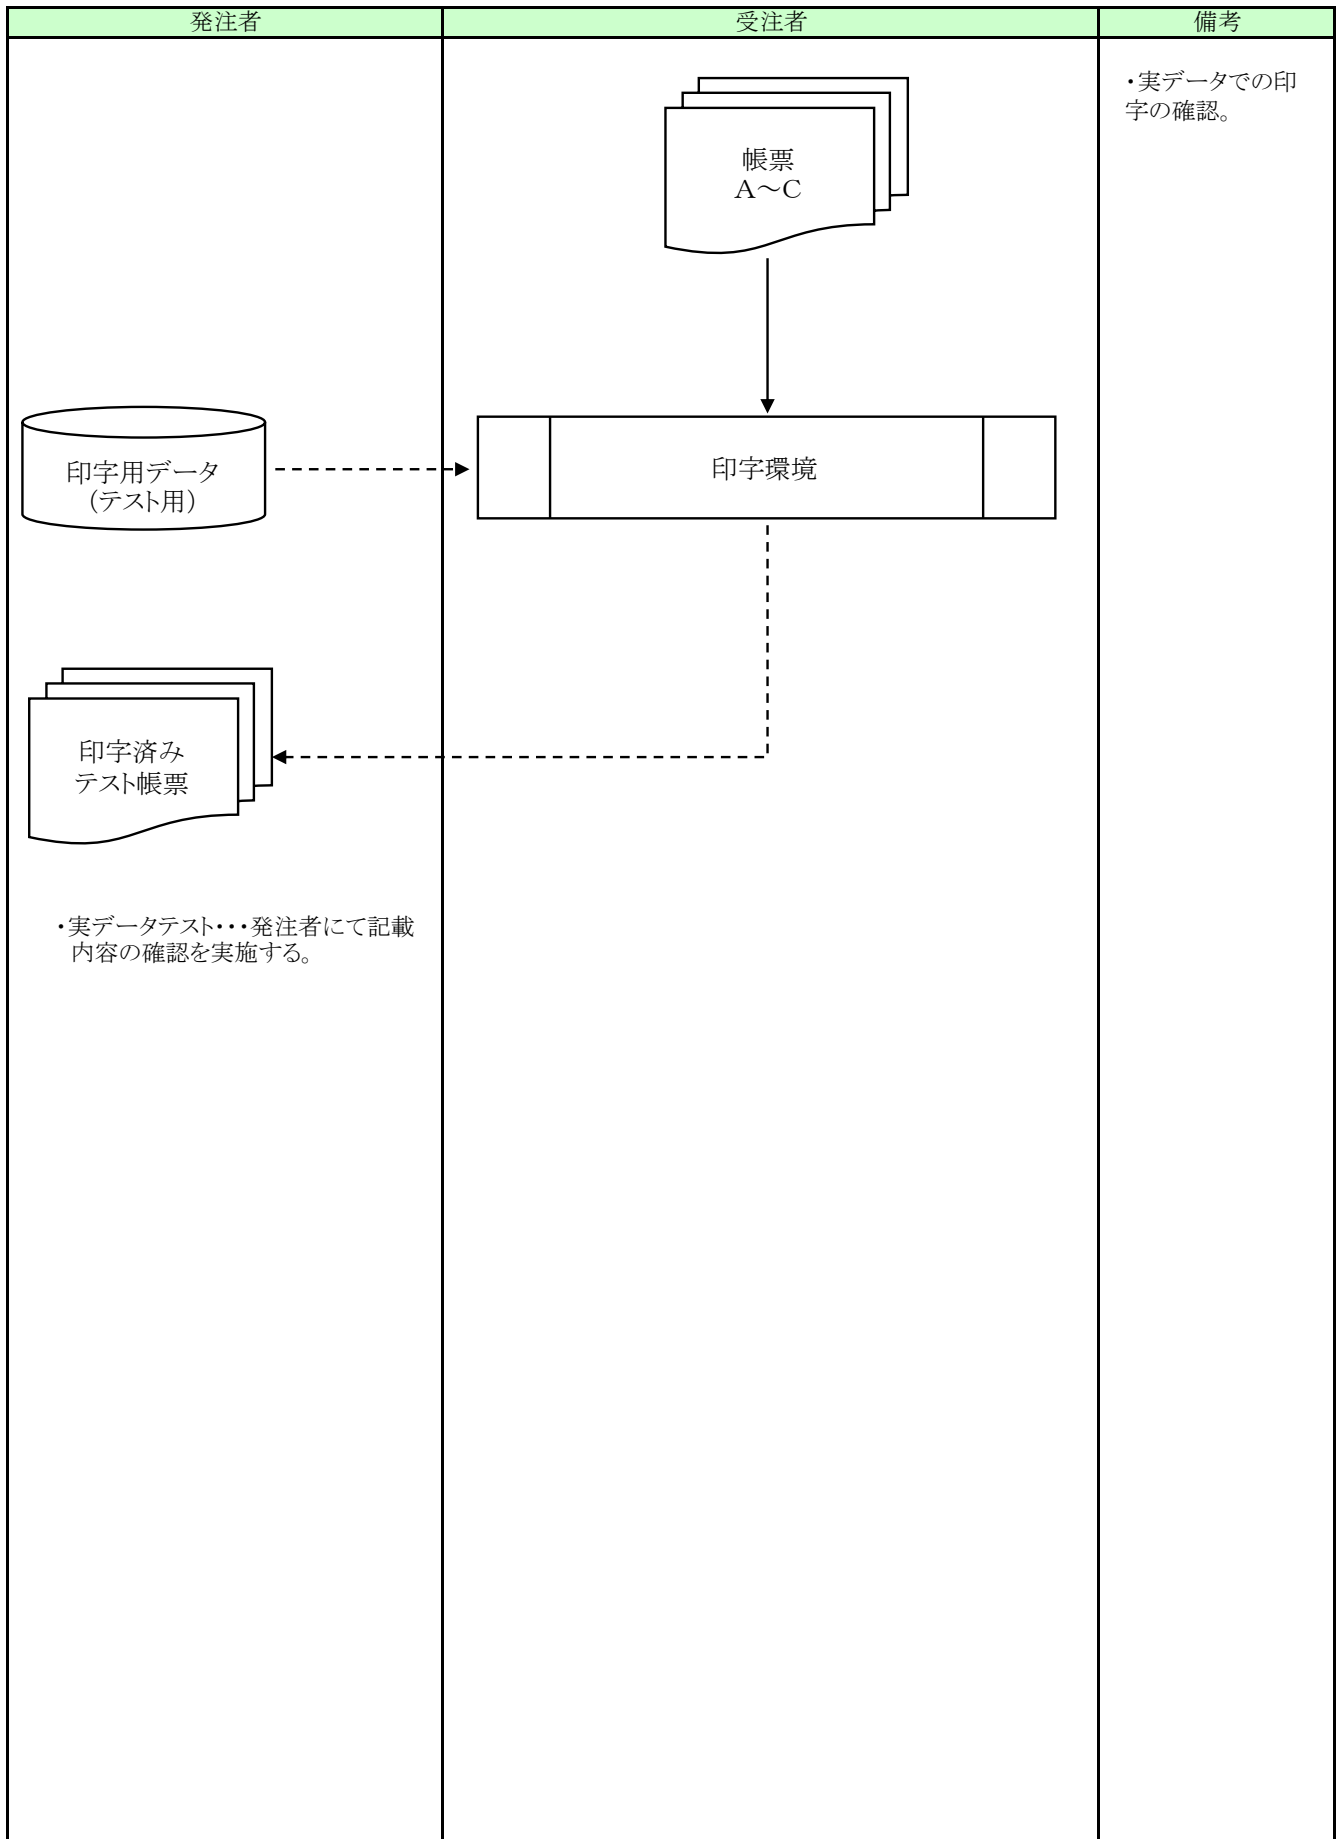 発注者
受注者
備考
・実データでの印
字の確認。
帳票
A～C
印字用データ
（テスト用）
印字環境
印字済み
テスト帳票
・実データテスト・・・発注者にて記載
内容の確認を実施する。